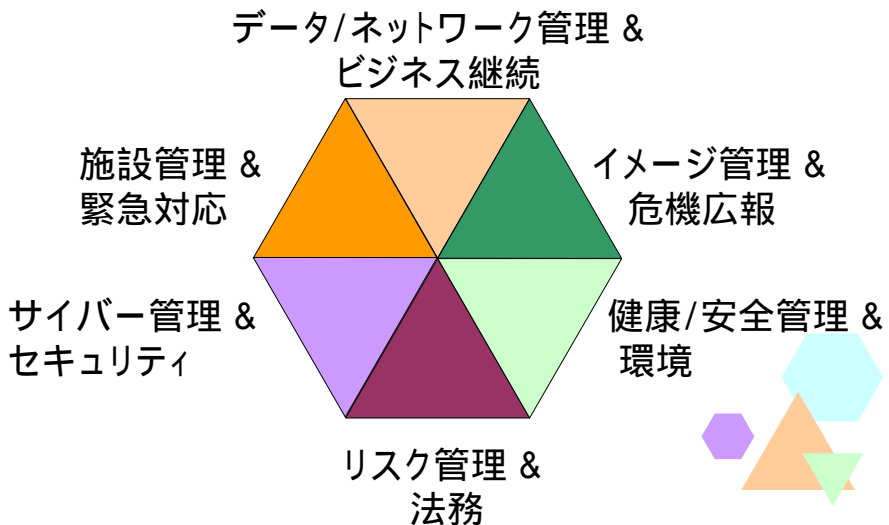 データ/ネットワーク管理 &
ビジネス継続
施設管理 &
緊急対応
イメージ管理 &
危機広報
サイバー管理 &
セキュリティ
健康/安全管理 &
環境
リスク管理 &
法務